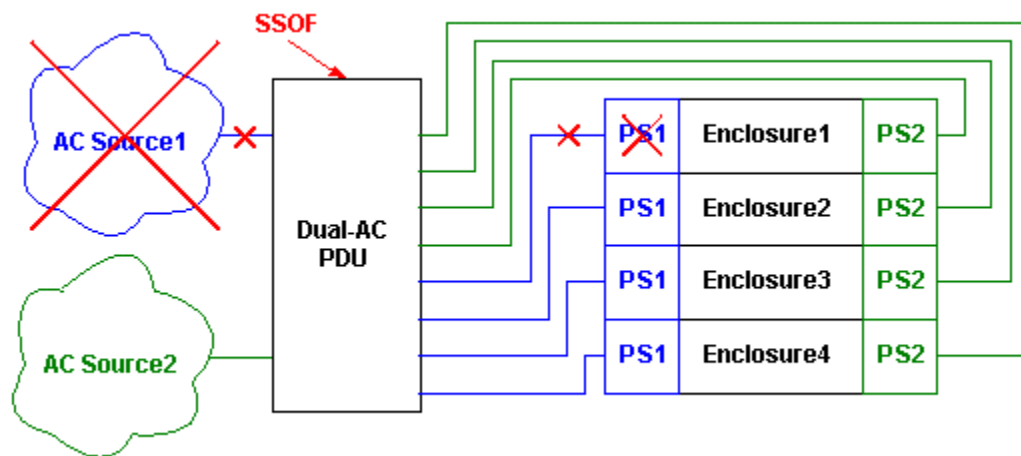 SSOF
AC Source1
AC Source2
Dual-AC
PDU
PS1 Enclosure1 PS2
PS1 Enclosure2 PS2
PS1 Enclosure3 PS2
PS1 Enclosure4 PS2